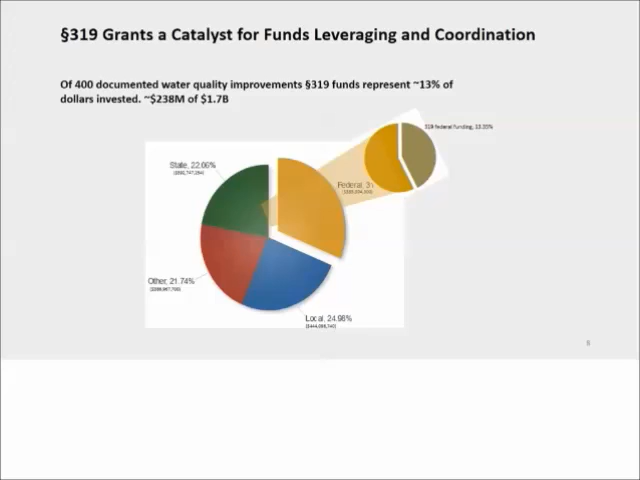 §319 Grants a Catalyst for Funds Leveraging and Coordination
Of 400 documented water quality improvements §319 funds represent ~13% of
dollars invested. ~$238M of $1.7B
319 federal funding,
State, 22.06%
Federal, 3
Other, 21.74%
Local, 24.98%
8